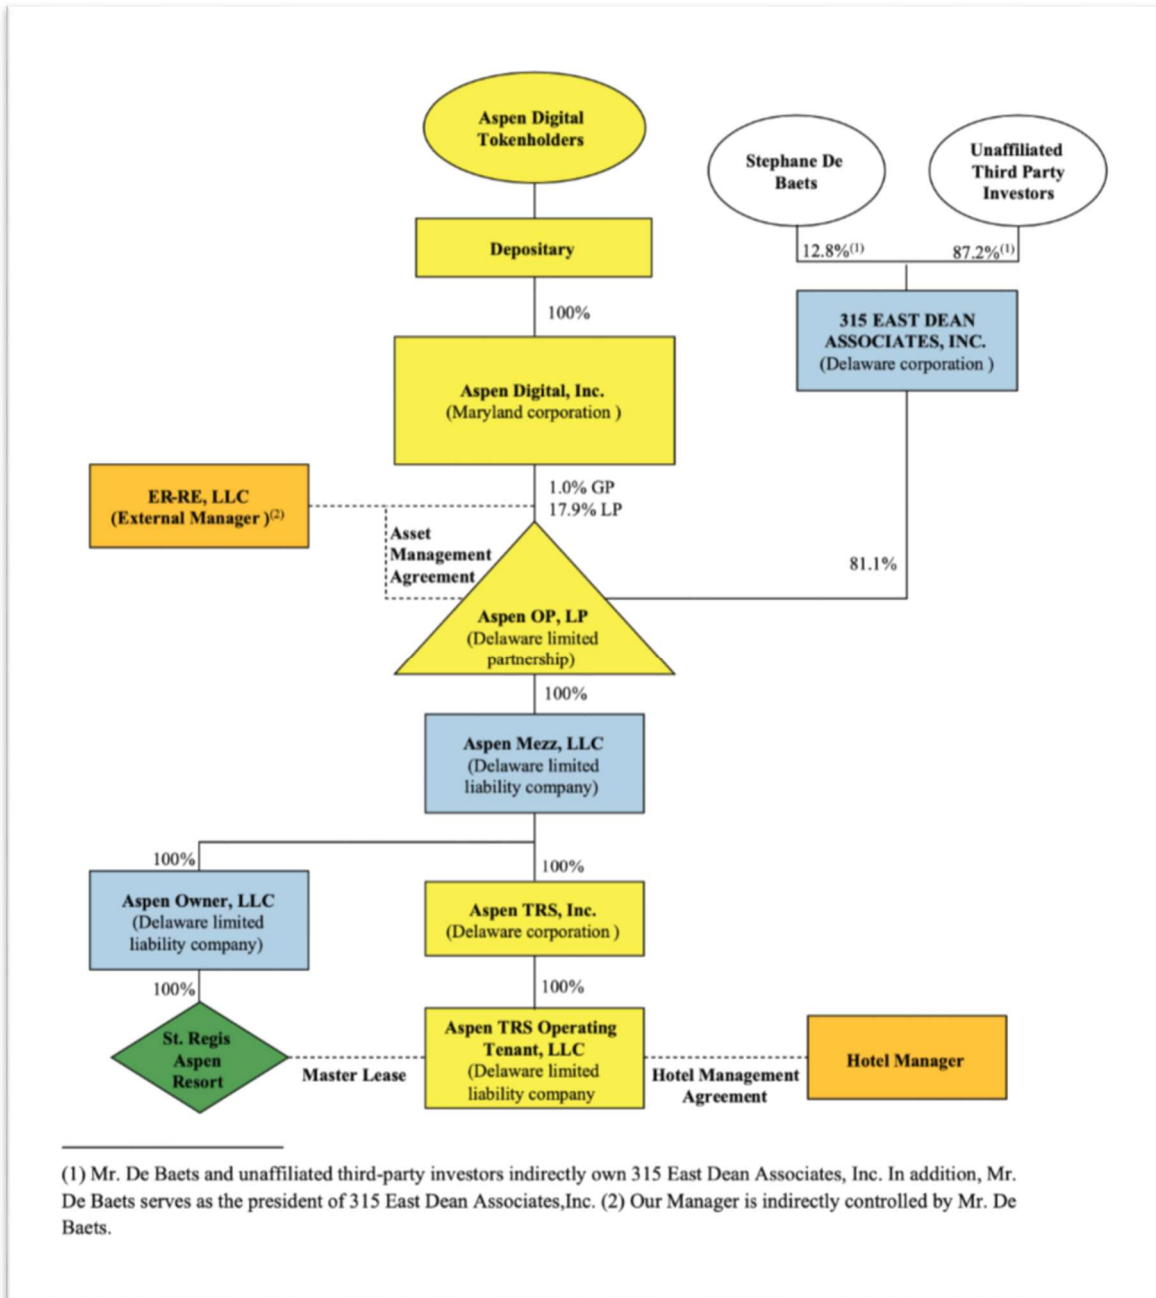 Aspen Digital
Tokenholders
Stephane De
Baets
Unaffiliated
Third Party
Investors
Depositary
12.8%(1)
87.2%(1)
100%
315 EAST DEAN
ASSOCIATES, INC.
(Delaware corporation )
Aspen Digital, Inc.
(Maryland corporation )
ER-RE, LLC
(External Manager )(2)
1.0% GP
17.9% LP
Asset
Management
Agreement
81.1%
Aspen OP, LP
(Delaware limited
partnership)
100%
Aspen Mezz, LLC
(Delaware limited
liability company)
100%
100%
Aspen Owner, LLC
(Delaware limited
liability company)
Aspen TRS, Inc.
(Delaware corporation )
100%
100%
St. Regis
Aspen
Resort
Master Lease
Aspen TRS Operating
Tenant, LLC
(Delaware limited
liability company
Hotel Management
Agreement
Hotel Manager
(1) Mr. De Baets and unaffiliated third-party investors indirectly own 315 East Dean Associates, Inc. In addition, Mr.
De Baets serves as the president of 315 East Dean Associates,Inc. (2) Our Manager is indirectly controlled by Mr. De
Baets.